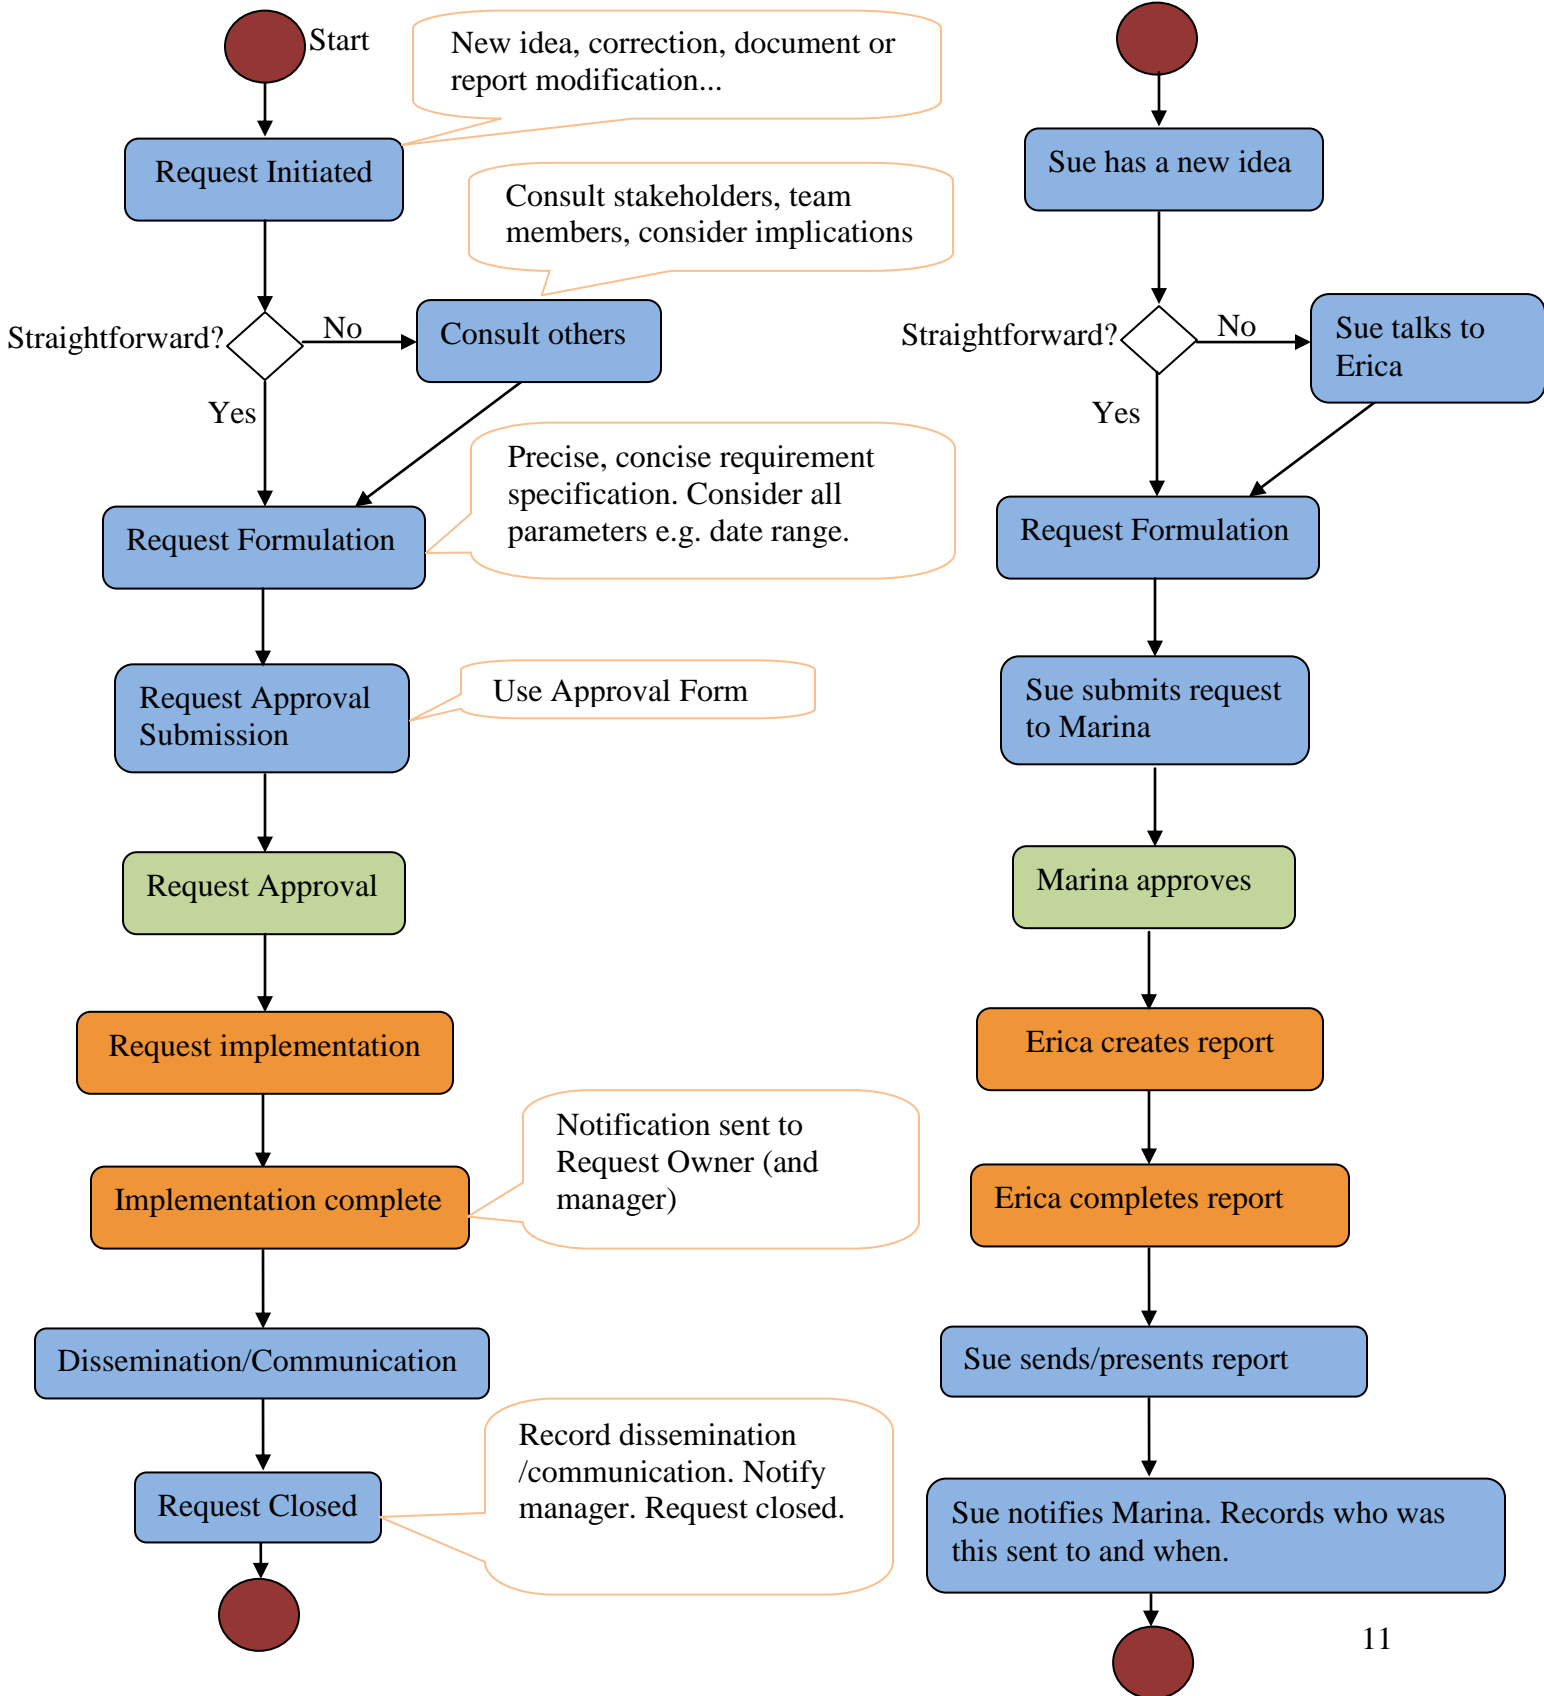 Start
New idea, correction, document or
report modification...
Request Initiated
Consult stakeholders, team
members, consider implications
Straightforward?
No
Consult others
Yes
Precise, concise requirement
specification. Consider all
parameters e.g. date range.
Request Formulation
Request Approval
Submission
Use Approval Form
Request Approval
Request implementation
Notification sent to
Request Owner (and
manager)
Implementation complete
Dissemination/Communication
Record dissemination
/communication. Notify
manager. Request closed.
Request Closed
Sue has a new idea
Straightforward?
No
Sue talks to
Erica
Yes
Request Formulation
Sue submits request
to Marina
Marina approves
Erica creates report
Erica completes report
Sue sends/presents report
Sue notifies Marina. Records who was
this sent to and when.
11